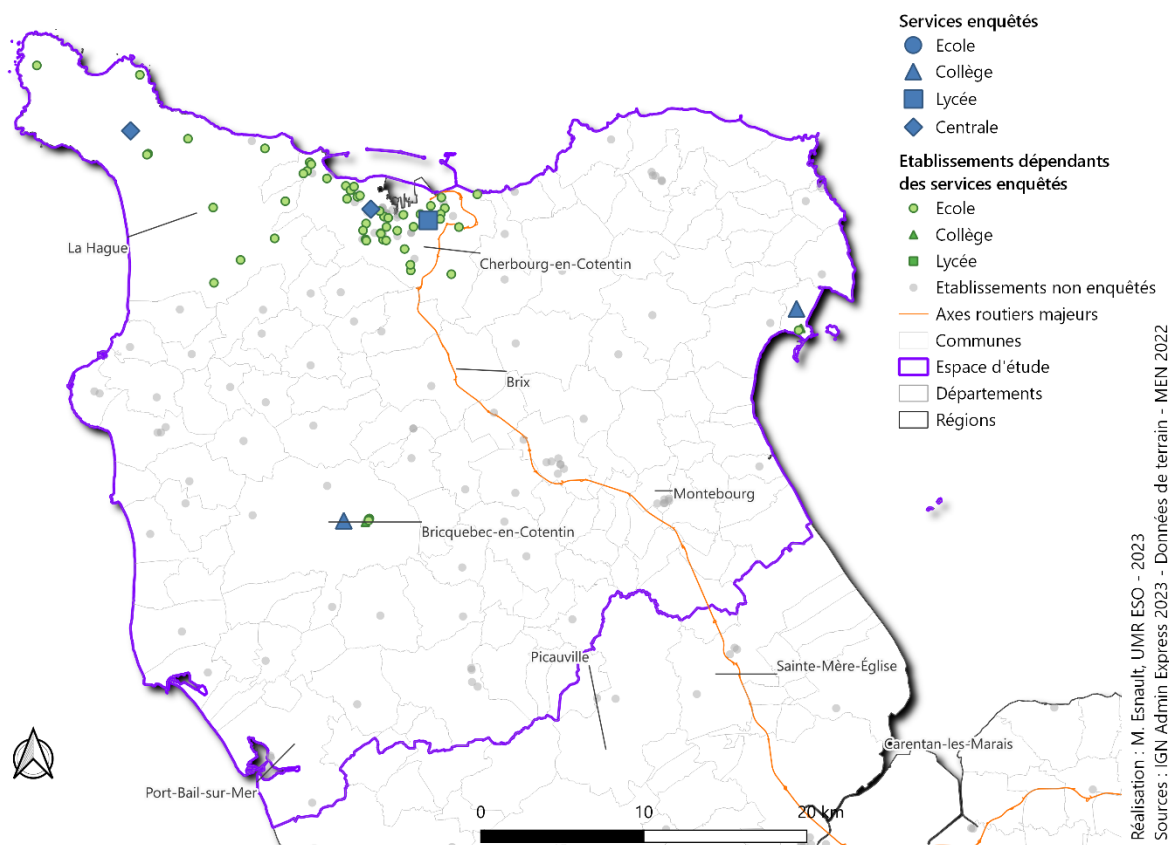 Services enquêtés
Ecole
Collège
Lycée
Centrale
Etablissements dépendants
des services enquêtés
Ecole
Collège
Lycée
Etablissements non enquêtés
Axes routiers majeurs
Communes
Espace d'étude
Départements
Régions
La Hague
Cherbourg-en-Cotentin
Brix
Montebourg
Bricquebec-en-Cotentin
Picauville
Sainte-Mère-Église
Carentan-les-Marais
Port-Bail-sur-Mer
0 10 20 km
Réalisation : M. Esnault, UMR ESO - 2023
Sources : IGN Admin Express 2023 - Données de terrain - MEN 2022